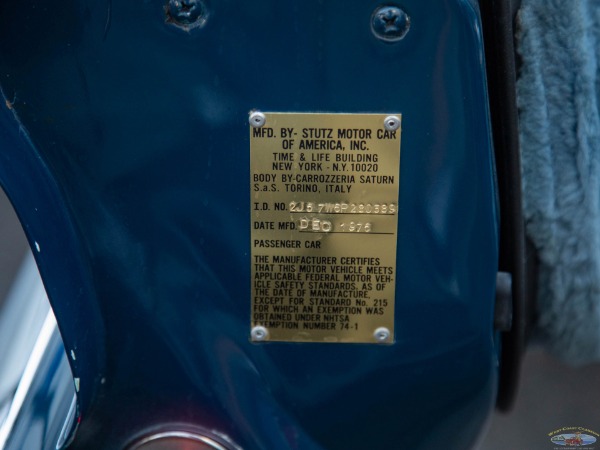 MFD. BY- STUTZ MOTOR CAR
OF AMERICA, INC.
TIME & LIFE BUILDING
NEW YORK - N.Y. 10020
BODY BY-CARROZZERIA SATURN
S.a.S. TORINO, ITALY
I.D. NO.
DATE MFD. DEC 1976
PASSENGER CAR
THE MANUFACTURER CERTIFIES
THAT THIS MOTOR VEHICLE MEETS
APPLICABLE FEDERAL MOTOR VEH-
ICLE SAFETY STANDARDS, AS OF
THE DATE OF MANUFACTURE,
EXCEPT FOR STANDARD No. 215
FOR WHICH AN EXEMPTION WAS
OBTAINED UNDER NHTSA
EXEMPTION NUMBER 74-1